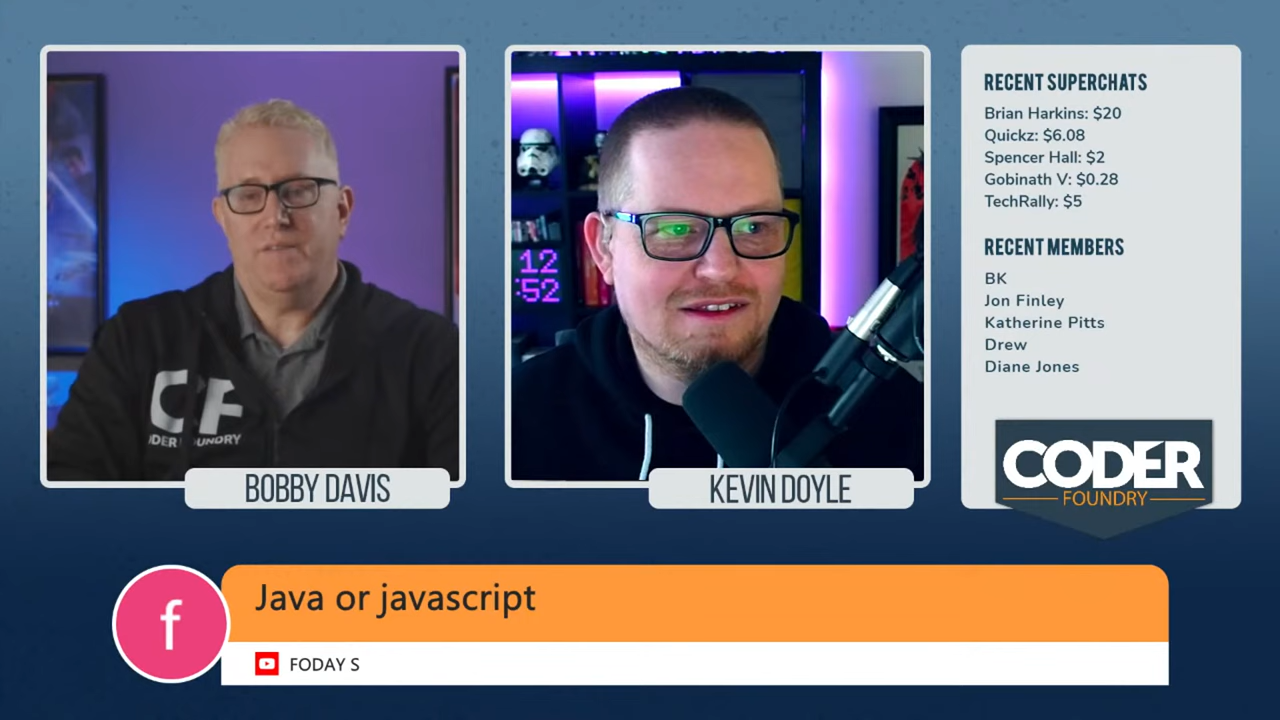 12
:52
CF
DER FOUNDRY
BOBBY DAVIS
KEVIN DOYLE
RECENT SUPERCHATS
Brian Harkins: $20
Quickz: $6.08
Spencer Hall: $2
Gobinath V: $0.28
TechRally: $5
RECENT MEMBERS
BK
Jon Finley
Katherine Pitts
Drew
Diane Jones
CODER
FOUNDRY
f
Java or javascript
FODAY S